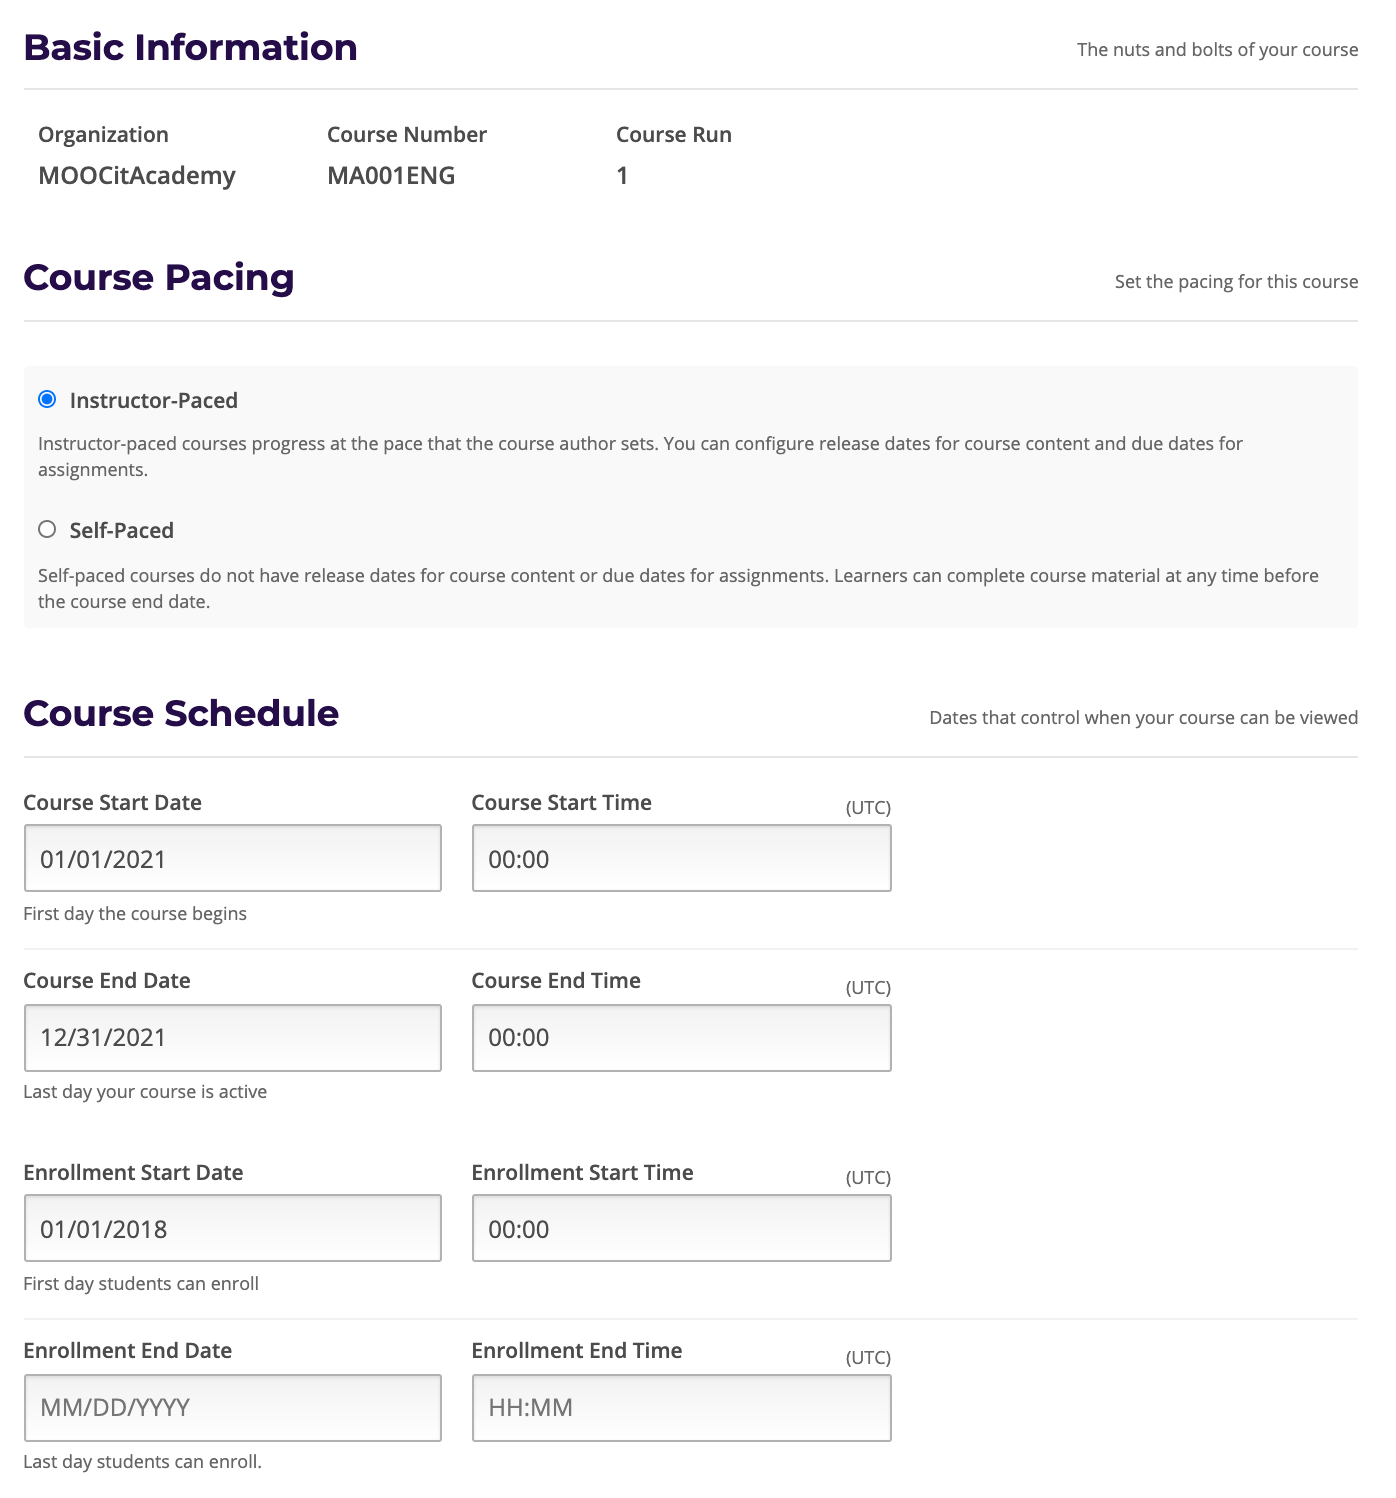 Basic Information
The nuts and bolts of your course
Organization
Course Number
Course Run
MOOCitAcademy
MA001ENG
1
Course Pacing
Set the pacing for this course
Instructor-Paced
Instructor-paced courses progress at the pace that the course author sets. You can configure release dates for course content and due dates for
assignments.
Self-Paced
Self-paced courses do not have release dates for course content or due dates for assignments. Learners can complete course material at any time before
the course end date.
Course Schedule
Dates that control when your course can be viewed
Course Start Date
Course Start Time
(UTC)
01/01/2021
00:00
First day the course begins
Course End Date
Course End Time
(UTC)
12/31/2021
00:00
Last day your course is active
Enrollment Start Date
Enrollment Start Time
(UTC)
01/01/2018
00:00
First day students can enroll
Enrollment End Date
Enrollment End Time
(UTC)
MM/DD/YYYY
HH:MM
Last day students can enroll.